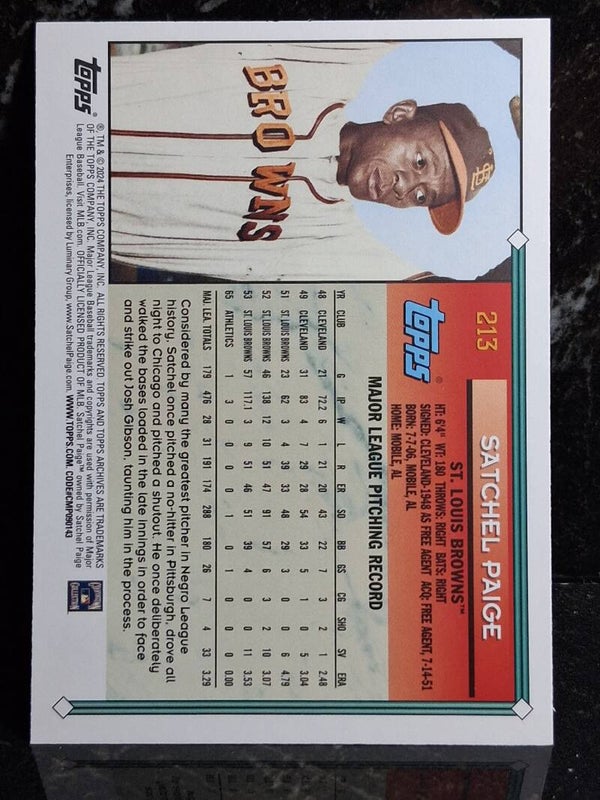 213
SATCHEL PAIGE
topps®
ST. LOUIS BROWNS™
HT: 6'4" WT: 180 THROWS: RIGHT BATS: RIGHT
SIGNED: CLEVELAND-1948 AS FREE AGENT ACQ: FREE AGENT, 7-14-51
BORN: 7-7-06, MOBILE, AL
HOME: MOBILE, AL
MAJOR LEAGUE PITCHING RECORD
YR CLUB G IP W L R ER SO BB GS CG SHO SV ERA
48 CLEVELAND 21 72.2 6 1 21 20 43 22 7 3 2 1 2.48
49 CLEVELAND 31 83 4 7 29 28 54 33 5 1 0 5 3.04
51 ST. LOUIS BROWNS 23 62 3 4 39 33 48 29 3 0 0 6 4.79
52 ST. LOUIS BROWNS 46 138 12 10 51 47 91 57 6 3 2 10 3.07
53 ST. LOUIS BROWNS 57 117.1 3 9 51 46 51 39 4 0 0 11 3.53
65 ATHLETICS 1 3 0 0 0 0 1 0 1 0 0 0 0.00
MAJ. LEA. TOTALS 179 476 28 31 191 174 288 180 26 7 4 33 3.29
Considered by many the greatest pitcher in Negro League
history, Satchel once pitched a no-hitter in Pittsburgh, drove all
night to Chicago and pitched a shutout. He once deliberately
walked the bases loaded in the late innings in order to face
and strike out Josh Gibson, taunting him in the process.
BROWNS
topps®
® TM & © 2024 THE TOPPS COMPANY, INC. ALL RIGHTS RESERVED. TOPPS AND TOPPS ARCHIVES ARE TRADEMARKS
OF THE TOPPS COMPANY, INC. Major League Baseball trademarks and copyrights are used with permission of Major
League Baseball. Visit MLB.com. OFFICIALLY LICENSED PRODUCT OF MLB. Satchel Paige™ owned by Satchel Paige
Enterprises, licensed by Luminary Group, www.SatchelPaige.com. WWW.TOPPS.COM. CODE#CMP090143
COOPERSTOWN
COLLECTION